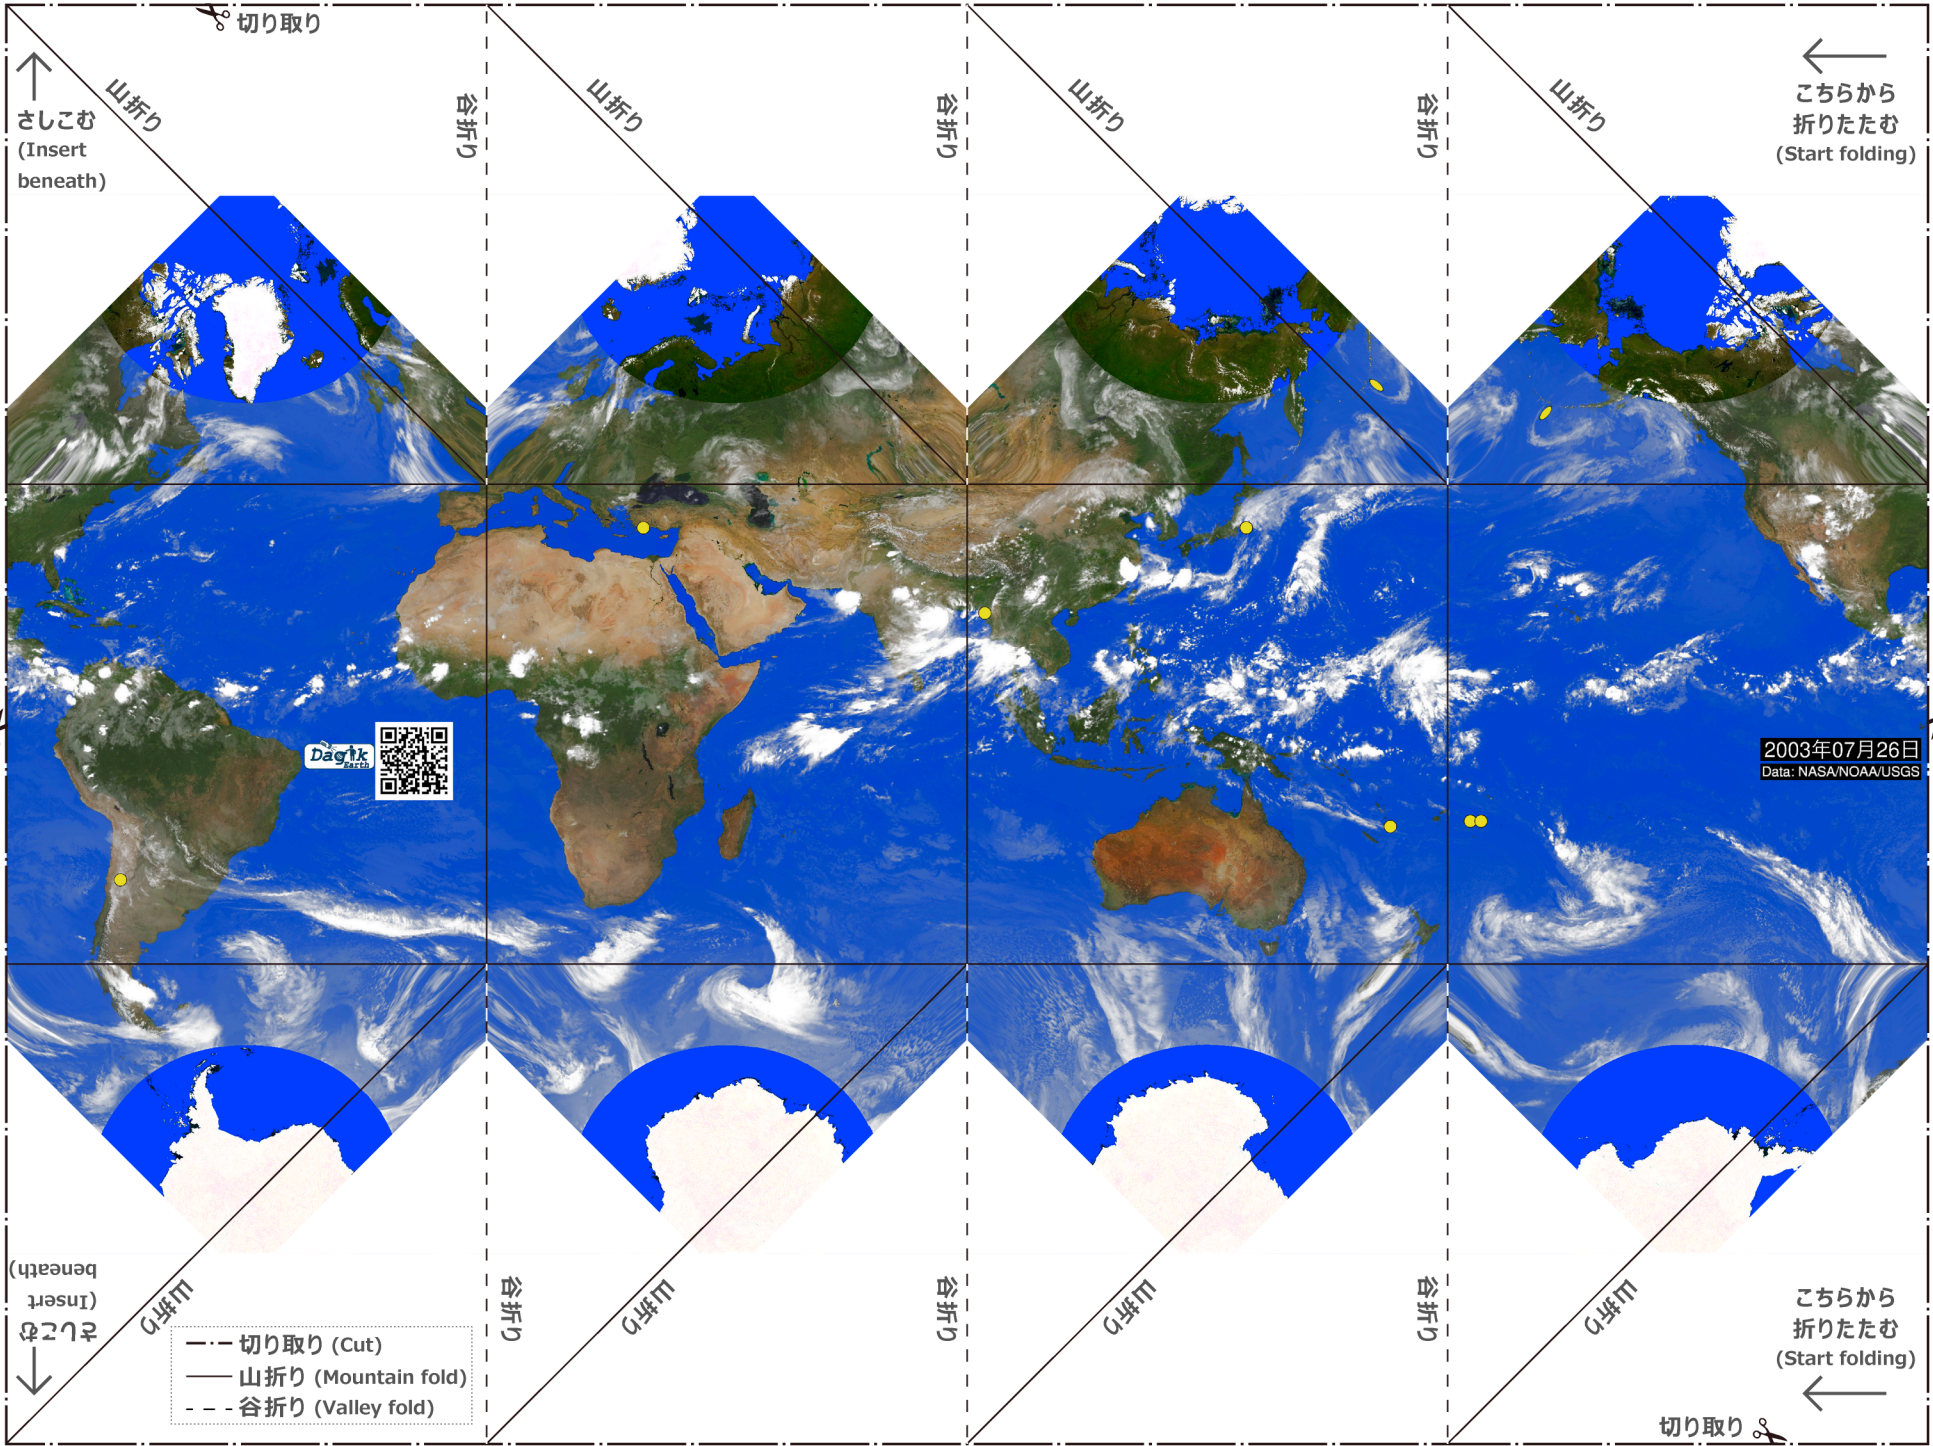 切り取り
山折り
谷折り
山折り
谷折り
山折り
谷折り
山折り
さしこむ
(Insert
beneath)
こちらから
折りたたむ
(Start folding)
Dagik
Earth
2003年07月26日
Data: NASA/NOAA/USGS
さしこむ
(Insert
beneath)
山折り
谷折り
山折り
谷折り
山折り
谷折り
山折り
切り取り (Cut)
山折り (Mountain fold)
谷折り (Valley fold)
こちらから
折りたたむ
(Start folding)
切り取り